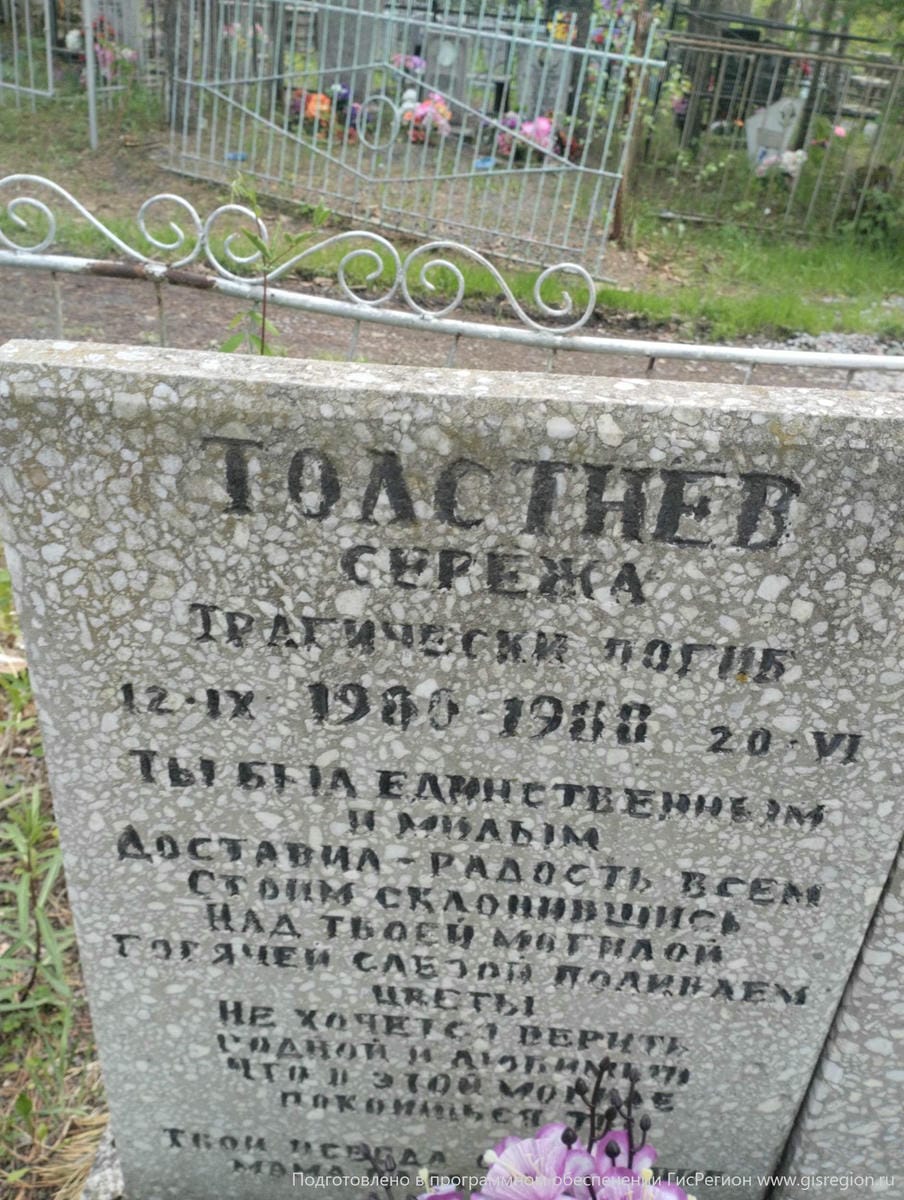 ТОЛСТНЕВ
СЕРЕЖА
ТРАГИЧЕСКИ ПОГИБ
12·IX 1980-1988 20·VI
ТЫ БЫЛ ЕДИНСТВЕННЫМ
И МИЛЫМ
ДОСТАВИЛ-РАДОСТЬ ВСЕМ
СТОИМ СКЛОНИВШИСЬ
НАД ТВОЕЙ МОГИЛОЙ
ГОРЯЧЕЙ СЛЕЗОЙ ПОЛИВАЕМ
ЦВЕТЫ
НЕ ХОЧЕТСЯ ВЕРИТЬ
РОДНОЙ И ЛЮБИМЫЙ
ЧТО В ЭТОЙ МОГИЛЕ
ПОКОИШЬСЯ
ТВОИ
МАМА
Подготовлено в программном обеспечении ГисРегион www.gisregion.ru